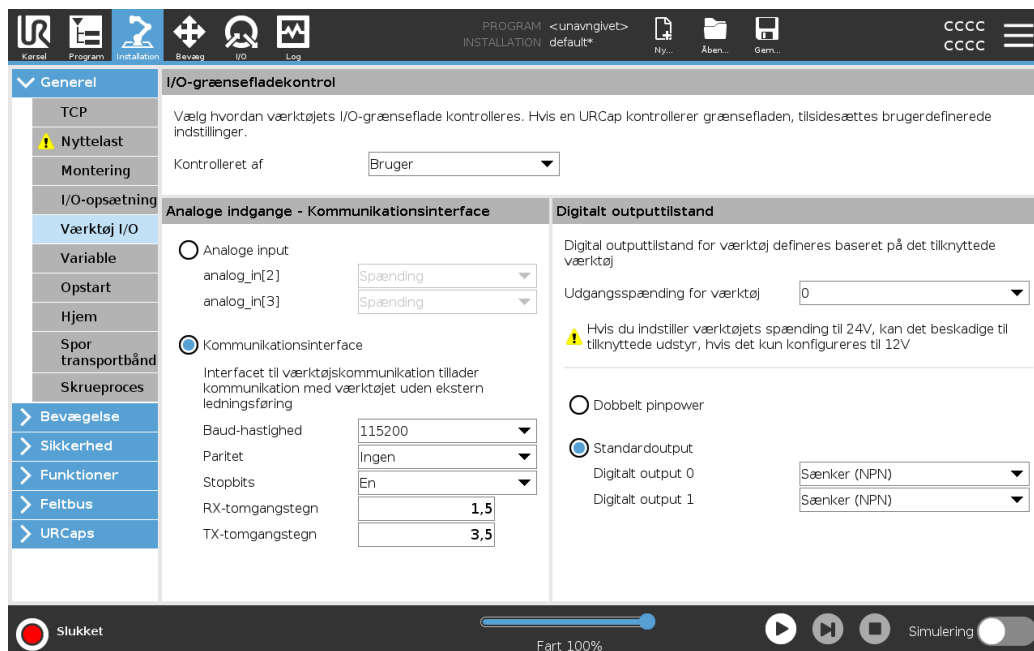 UR
Kørsel
Program
Installation
Bevæg
I/O
Log
PROGRAM <unavngivet>
INSTALLATION default*
Ny...
Åben...
Gem...
CCCC
CCCC
Generel
TCP
Nyttelast
Montering
I/O-opsætning
Værktøj I/O
Variable
Opstart
Hjem
Spor
transportbånd
Skrueproces
Bevægelse
Sikkerhed
Funktioner
Feltbus
URCaps
I/O-grænsefladekontrol
Vælg hvordan værktøjets I/O-grænseflade kontrolleres. Hvis en URCap kontrollerer grænsefladen, tilsidesættes brugerdefinerede
indstillinger.
Kontrolleret af Bruger
Analoge indgange - Kommunikationsinterface
Analoge input
analog_in[2] Spænding
analog_in[3] Spænding
Kommunikationsinterface
Interfacet til værktøjskommunikation tillader
kommunikation med værktøjet uden ekstern
ledningsføring
Baud-hastighed 115200
Paritet Ingen
Stopbits En
RX-tomgangstegn 1,5
TX-tomgangstegn 3,5
Digitalt outputtilstand
Digital outputtilstand for værktøj defineres baseret på det tilknyttede
værktøj
Udgangsspænding for værktøj 0
Hvis du indstiller værktøjets spænding til 24V, kan det beskadige til
tilknyttede udstyr, hvis det kun konfigureres til 12V
Dobbelt pinpower
Standardoutput
Digitalt output 0 Sænker (NPN)
Digitalt output 1 Sænker (NPN)
Slukket
Fart 100%
Simulering